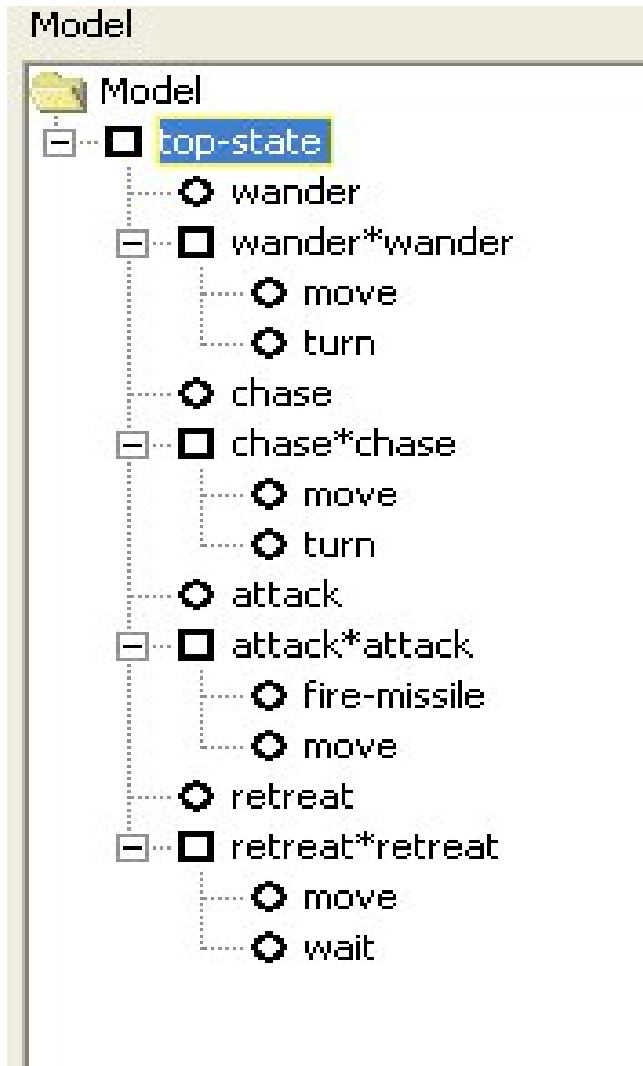 Model
Model
top-state
wander
wander*wander
move
turn
chase
chase*chase
move
turn
attack
attack*attack
fire-missile
move
retreat
retreat*retreat
move
wait